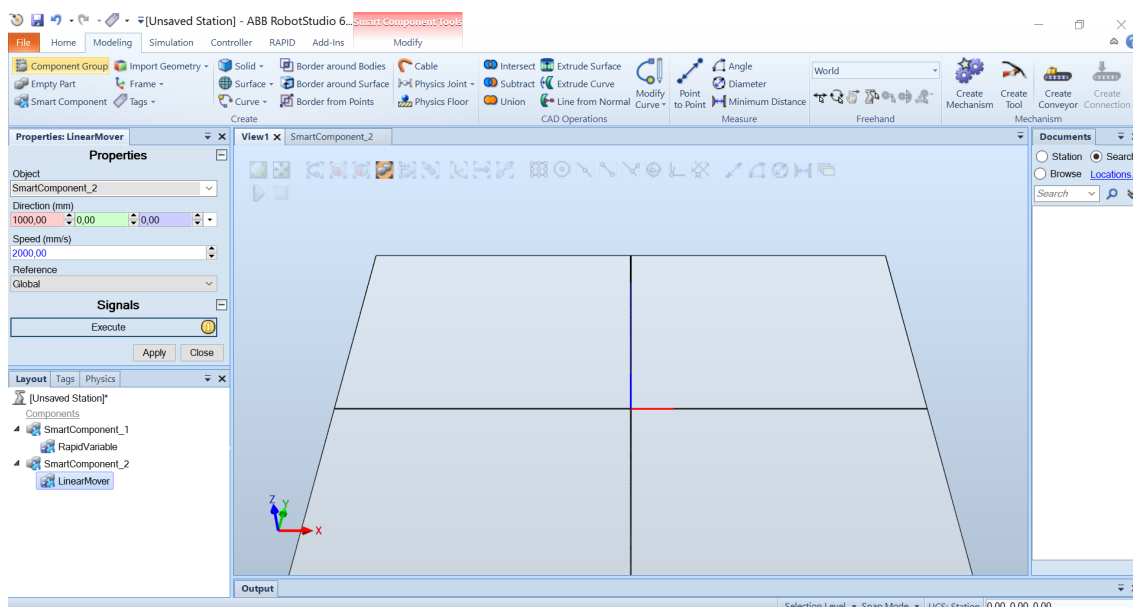 [Unsaved Station] - ABB RobotStudio 6... Smart Component Tools
File Home Modeling Simulation Controller RAPID Add-Ins Modify
Component Group Import Geometry Solid Border around Bodies Cable Intersect Extrude Surface Angle World
Empty Part Frame Surface Border around Surface Physics Joint Subtract Extrude Curve Modify Curve Point to Point Diameter Create Mechanism Create Tool Create Conveyor Create Connection
Smart Component Tags Curve Border from Points Physics Floor Union Line from Normal Minimum Distance
Create CAD Operations Measure Freehand Mechanism
Properties: LinearMover View1 SmartComponent_2 Documents
Properties
Object
SmartComponent_2
Direction (mm)
1000,00 0,00 0,00
Speed (mm/s)
2000,00
Reference
Global
Signals
Execute
Apply Close
Layout Tags Physics
[Unsaved Station]*
Components
SmartComponent_1
RapidVariable
SmartComponent_2
LinearMover
Z Y
X
Station Search
Browse Locations.
Search
Output
Selection Level Snap Mode UCS: Station 0.00 0.00 0.00